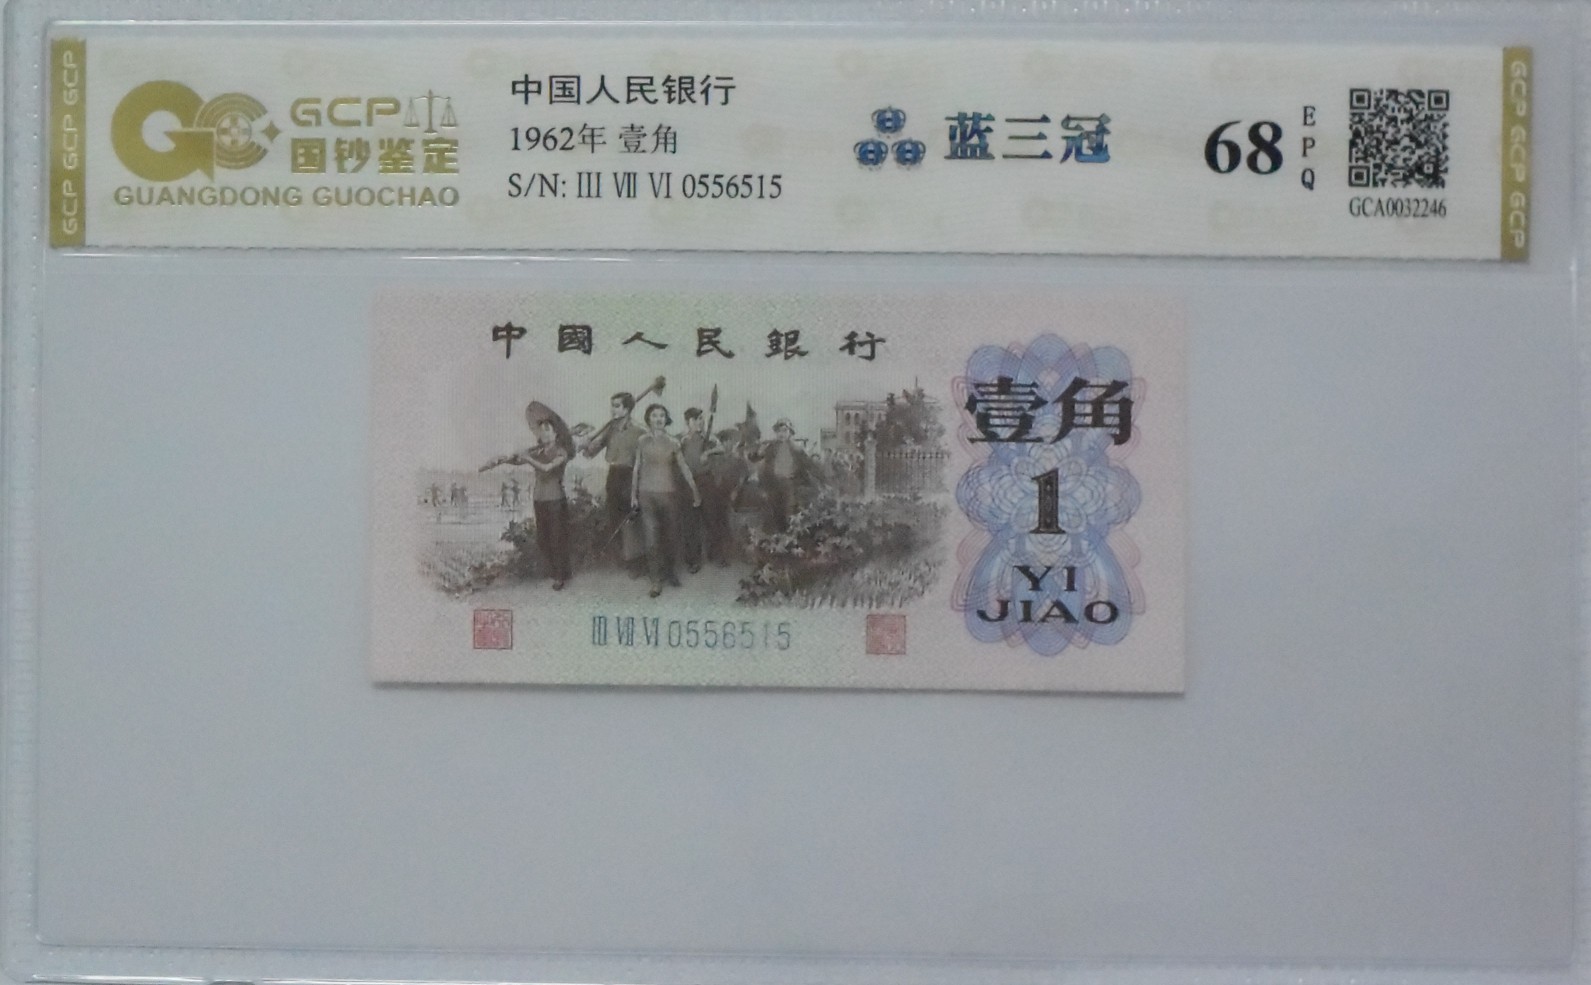 GCP GCP GCP
GCP
国钞鉴定
GUANGDONG GUOCHAO
中国人民银行
1962年 壹角
S/N: III VII VI 0556515
蓝三冠
68
EPQ
GCA0032246
GCP GCP GCP
中國人民銀行
壹角
1
YI
JIAO
III VII VI 0556515